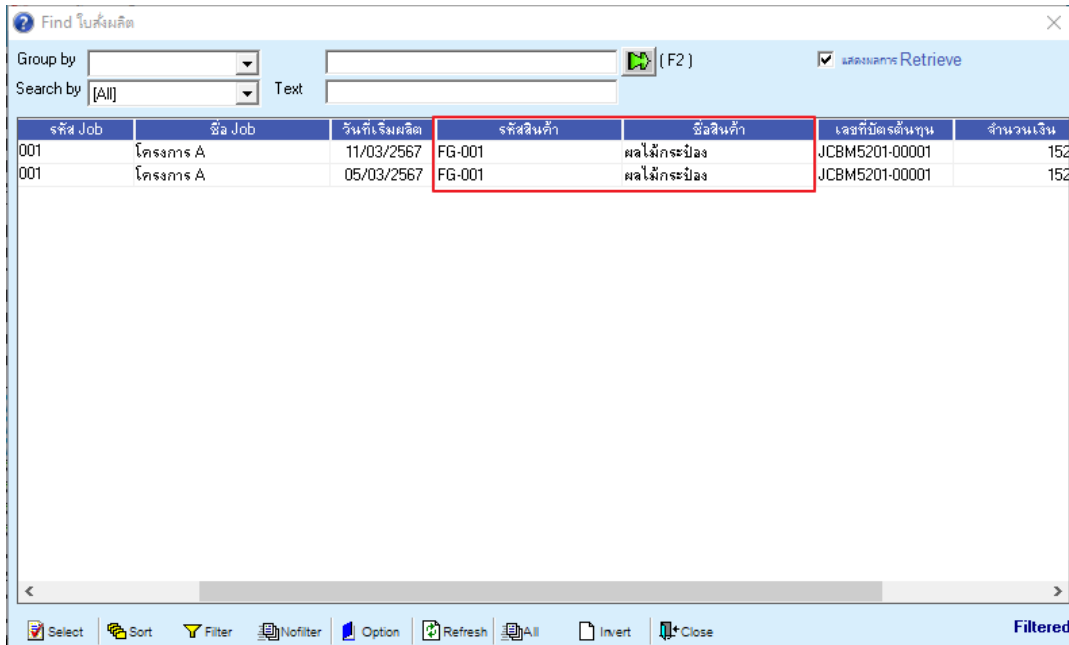 Find ใบสั่งผลิต
Group by ( F2 ) แสดงผลการ Retrieve
Search by [All] Text
รหัส Job ชื่อ Job วันที่เริ่มผลิต รหัสสินค้า ชื่อสินค้า เลขที่บัตรต้นทุน จำนวนเงิน
001 โครงการ A 11/03/2567 FG-001 ผลไม้กระป๋อง JCBM5201-00001 152
001 โครงการ A 05/03/2567 FG-001 ผลไม้กระป๋อง JCBM5201-00001 152
Select Sort Filter Nofilter Option Refresh All Invert Close Filtered